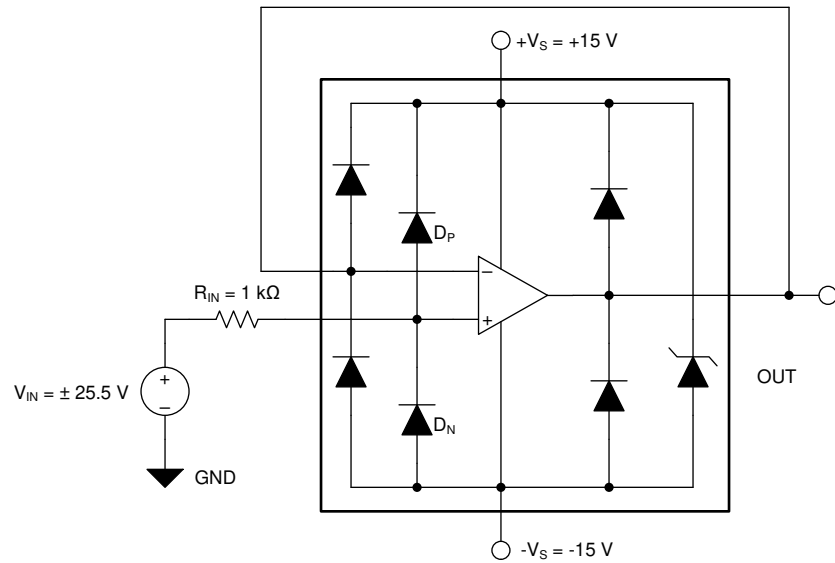 +V_S = +15 V
D_P
R_IN = 1 kΩ
V_IN = ± 25.5 V
D_N
OUT
GND
-V_S = -15 V